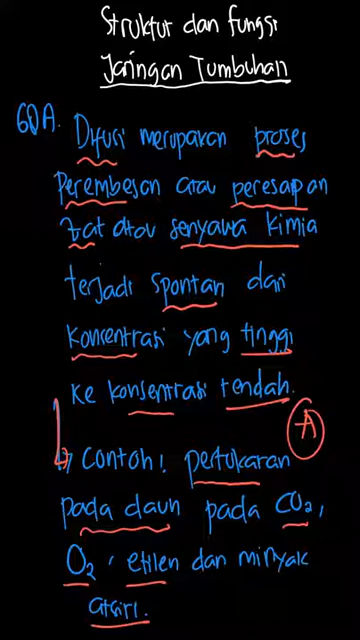 Struktur dan fungsi
Jaringan Tumbuhan
6QA. Difusi merupakan proses
Perembesan atau peresapan
zat atau senyawa kimia
terjadi spontan dari
Konsentrasi yang tinggi
ke konsentrasi rendah.
A
↳ Contoh: pertukaran
pada daun pada CO2,
O2, etilen dan minyak
atsiri.